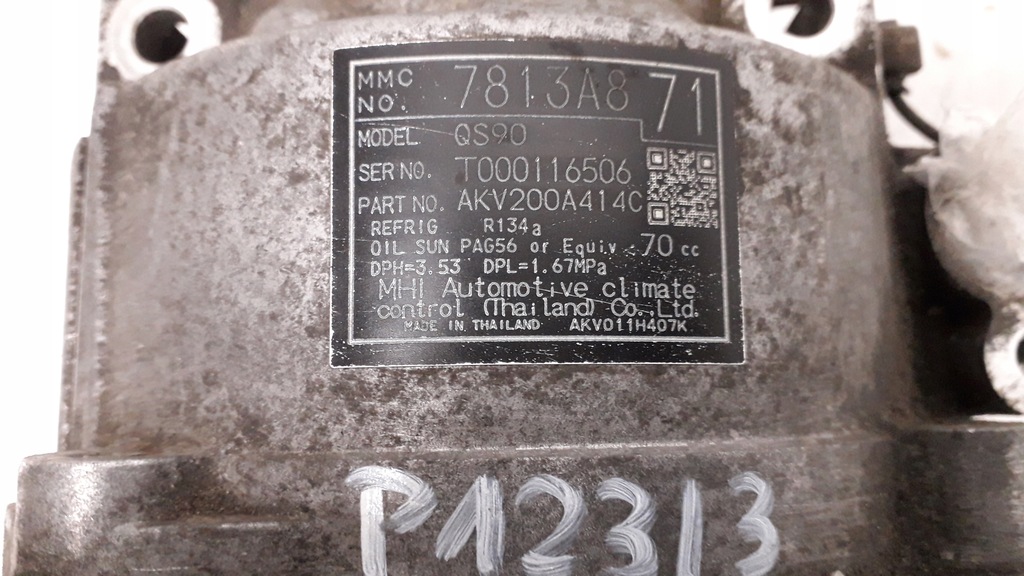 MMC NO. 7813A8 71
MODEL QS90
SER NO. T000116506
PART NO. AKV200A414C
REFRIG R134a
OIL SUN PAG56 or Equiv. 70 cc
DPH=3.53 DPL=1.67MPa
MHI Automotive climate
control (Thailand) Co., Ltd.
MADE IN THAILAND AKV011H407K
P12313